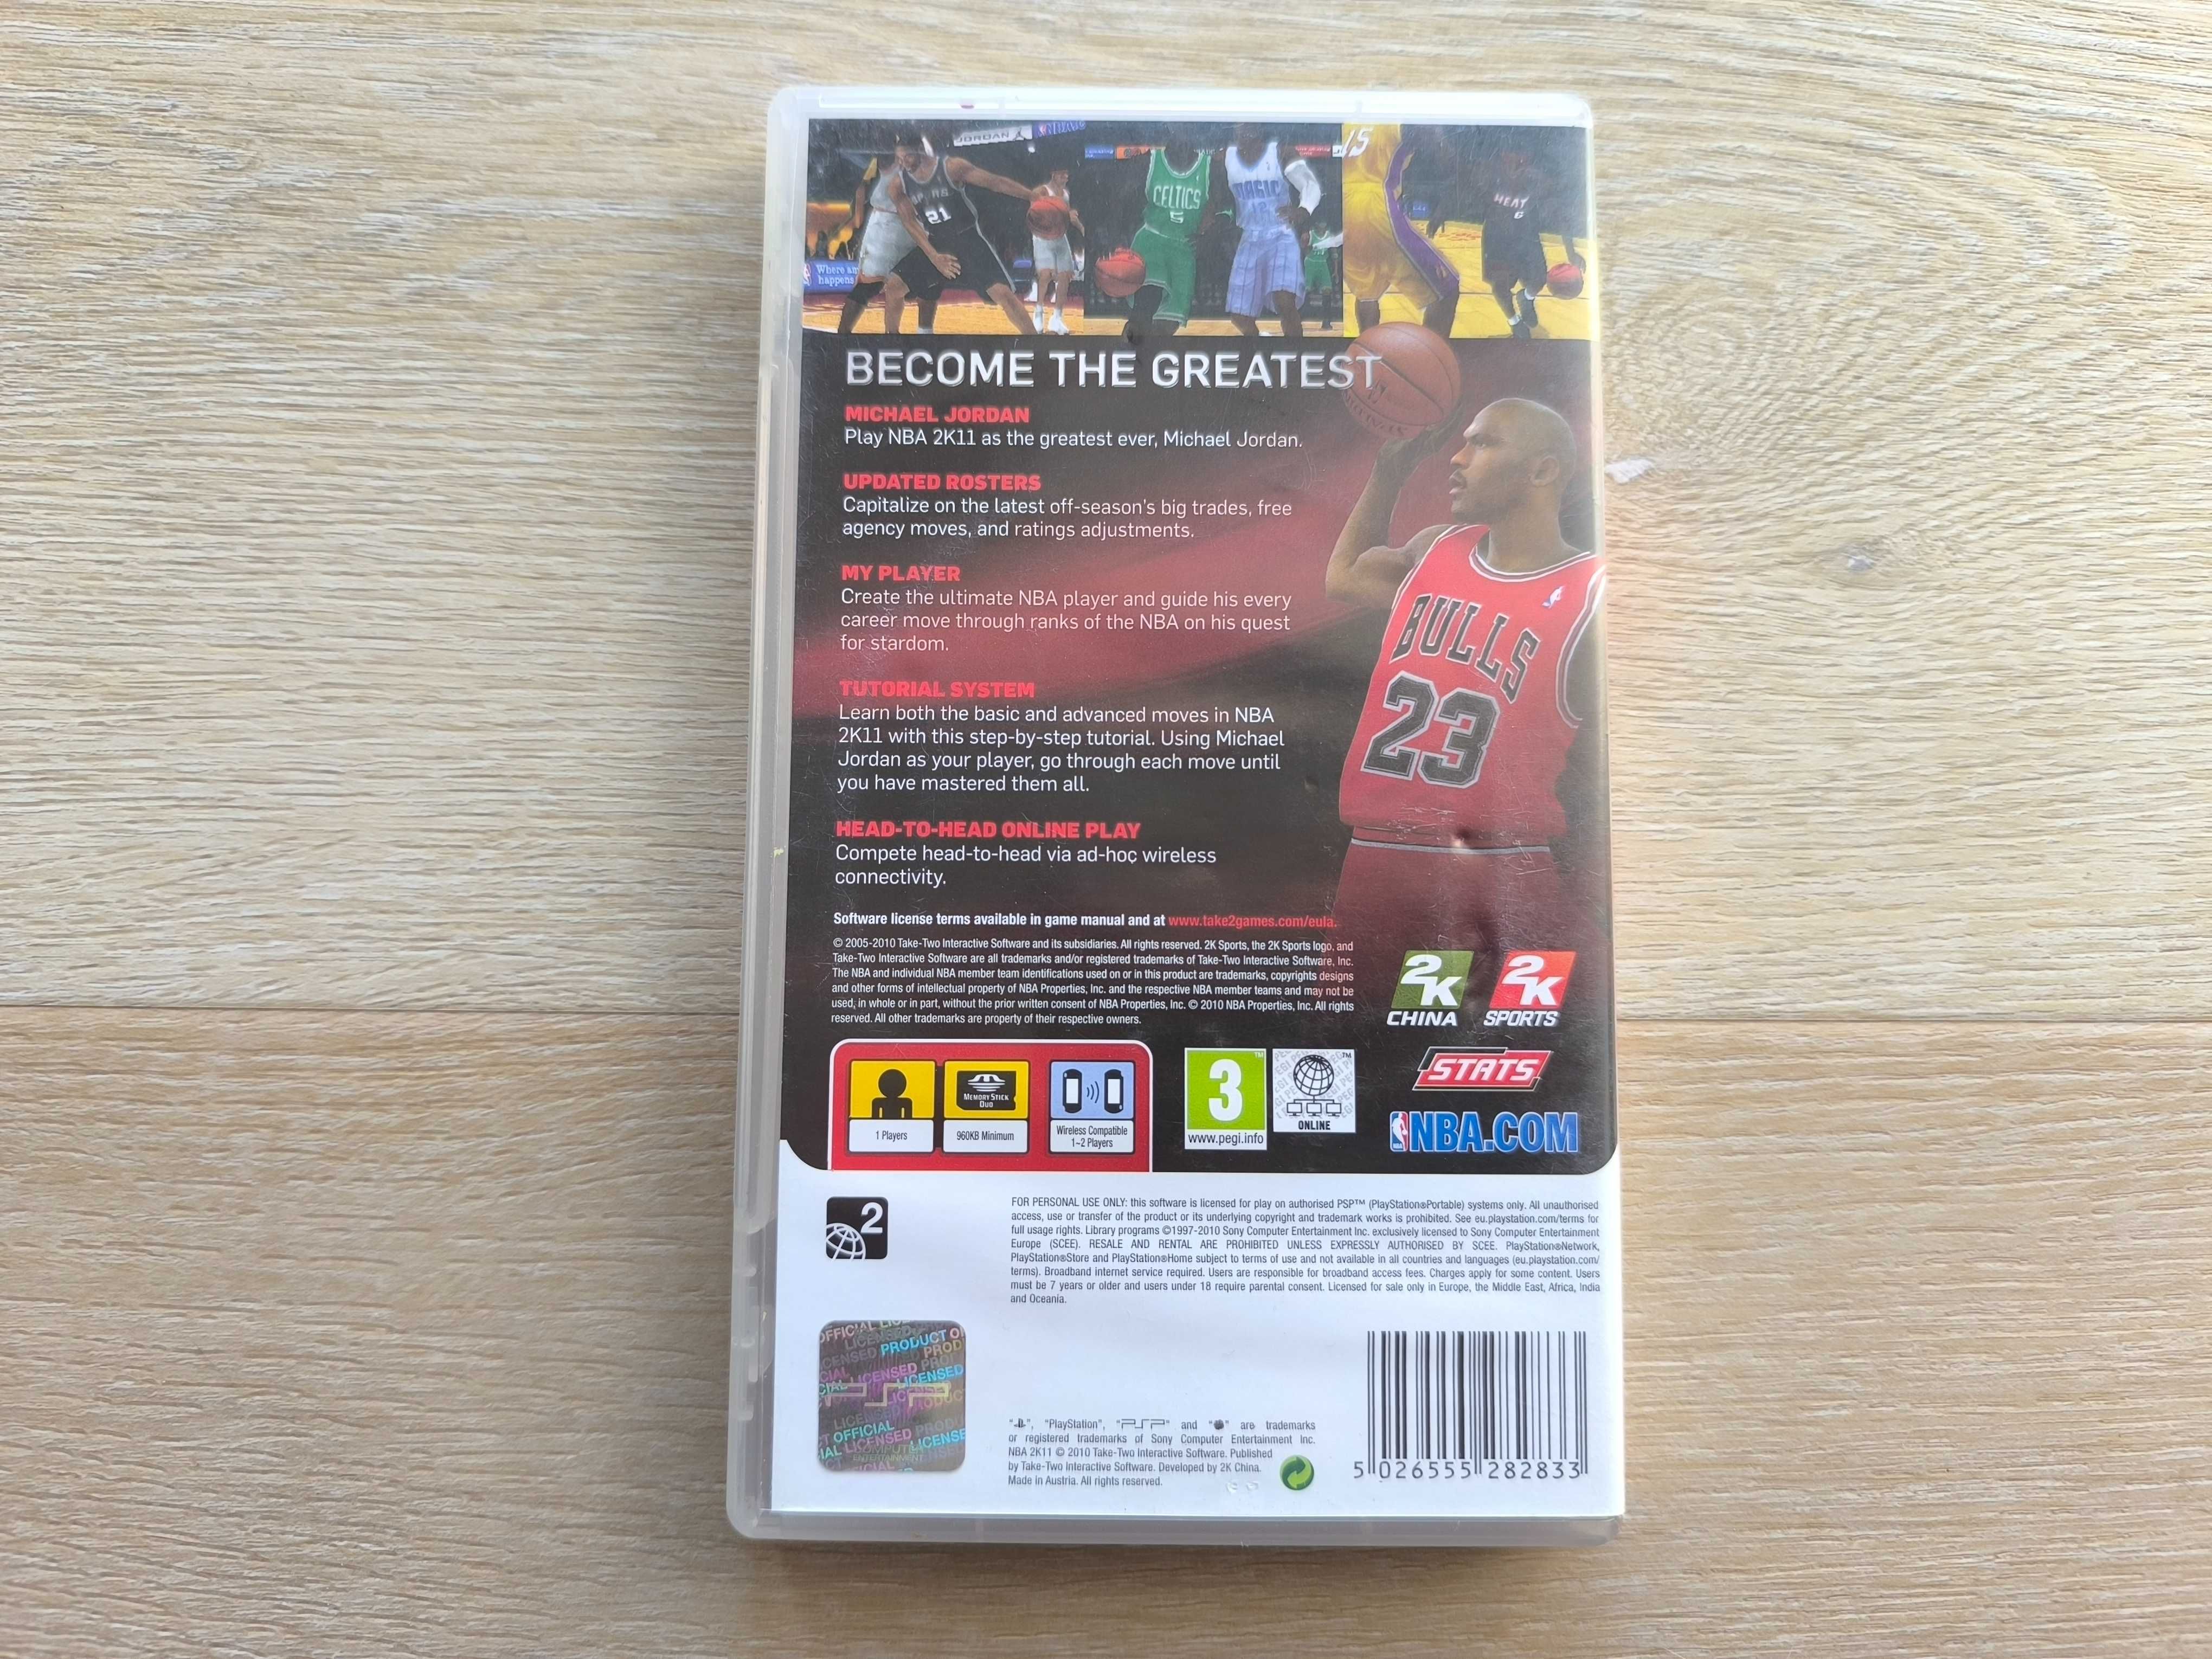 JORDAN
SPURS
21
Where am
happens
CELTICS
5
MAGIC
15
HEAT
6
BECOME THE GREATEST
MICHAEL JORDAN
Play NBA 2K11 as the greatest ever, Michael Jordan.
UPDATED ROSTERS
Capitalize on the latest off-season's big trades, free
agency moves, and ratings adjustments.
MY PLAYER
Create the ultimate NBA player and guide his every
career move through ranks of the NBA on his quest
for stardom.
TUTORIAL SYSTEM
Learn both the basic and advanced moves in NBA
2K11 with this step-by-step tutorial. Using Michael
Jordan as your player, go through each move until
you have mastered them all.
HEAD-TO-HEAD ONLINE PLAY
Compete head-to-head via ad-hoc wireless
connectivity.
BULLS
23
Software license terms available in game manual and at www.take2games.com/eula.
© 2005-2010 Take-Two Interactive Software and its subsidiaries. All rights reserved. 2K Sports, the 2K Sports logo, and
Take-Two Interactive Software are all trademarks and/or registered trademarks of Take-Two Interactive Software, Inc.
The NBA and individual NBA member team identifications used on or in this product are trademarks, copyrights designs
and other forms of intellectual property of NBA Properties, Inc. and the respective NBA member teams and may not be
used, in whole or in part, without the prior written consent of NBA Properties, Inc. © 2010 NBA Properties, Inc. All rights
reserved. All other trademarks are property of their respective owners.
2K CHINA
2K SPORTS
STATS
NBA.COM
MEMORY STICK
DUO
1 Players
960KB Minimum
Wireless Compatible
1-2 Players
3
www.pegi.info
ONLINE
2
FOR PERSONAL USE ONLY: this software is licensed for play on authorised PSP™ (PlayStation®Portable) systems only. All unauthorised
access, use or transfer of the product or its underlying copyright and trademark works is prohibited. See eu.playstation.com/terms for
full usage rights. Library programs ©1997-2010 Sony Computer Entertainment Inc. exclusively licensed to Sony Computer Entertainment
Europe (SCEE). RESALE AND RENTAL ARE PROHIBITED UNLESS EXPRESSLY AUTHORISED BY SCEE. PlayStation®Network,
PlayStation®Store and PlayStation®Home subject to terms of use and not available in all countries and languages (eu.playstation.com/
terms). Broadband internet service required. Users are responsible for broadband access fees. Charges apply for some content. Users
must be 7 years or older and users under 18 require parental consent. Licensed for sale only in Europe, the Middle East, Africa, India
and Oceania.
OFFICIAL LICENSED PRODUCT
PSP
"PlayStation", "PSP" and "" are trademarks
or registered trademarks of Sony Computer Entertainment Inc.
NBA 2K11 © 2010 Take-Two Interactive Software. Published
by Take-Two Interactive Software. Developed by 2K China.
Made in Austria. All rights reserved.
5 026555 282833